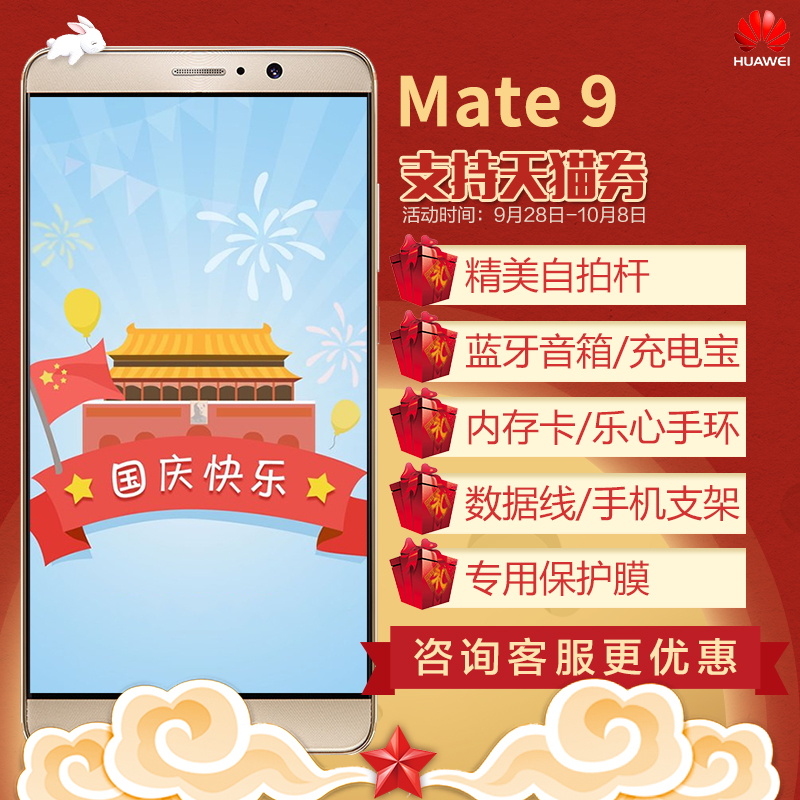 HUAWEI
Mate 9
支持天猫券
活动时间：9月28日-10月8日
礼 精美自拍杆
礼 蓝牙音箱/充电宝
礼 内存卡/乐心手环
礼 数据线/手机支架
礼 专用保护膜
咨询客服更优惠
国庆快乐